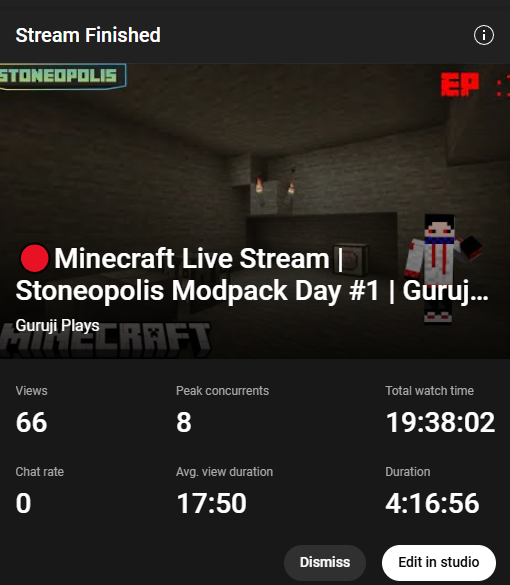 Stream Finished
STONEOPOLIS
EP :
🔴Minecraft Live Stream |
Stoneopolis Modpack Day #1 | Guruj...
Guruji Plays
MINECRAFT
Views
Peak concurrents
Total watch time
66
8
19:38:02
Chat rate
Avg. view duration
Duration
0
17:50
4:16:56
Dismiss
Edit in studio